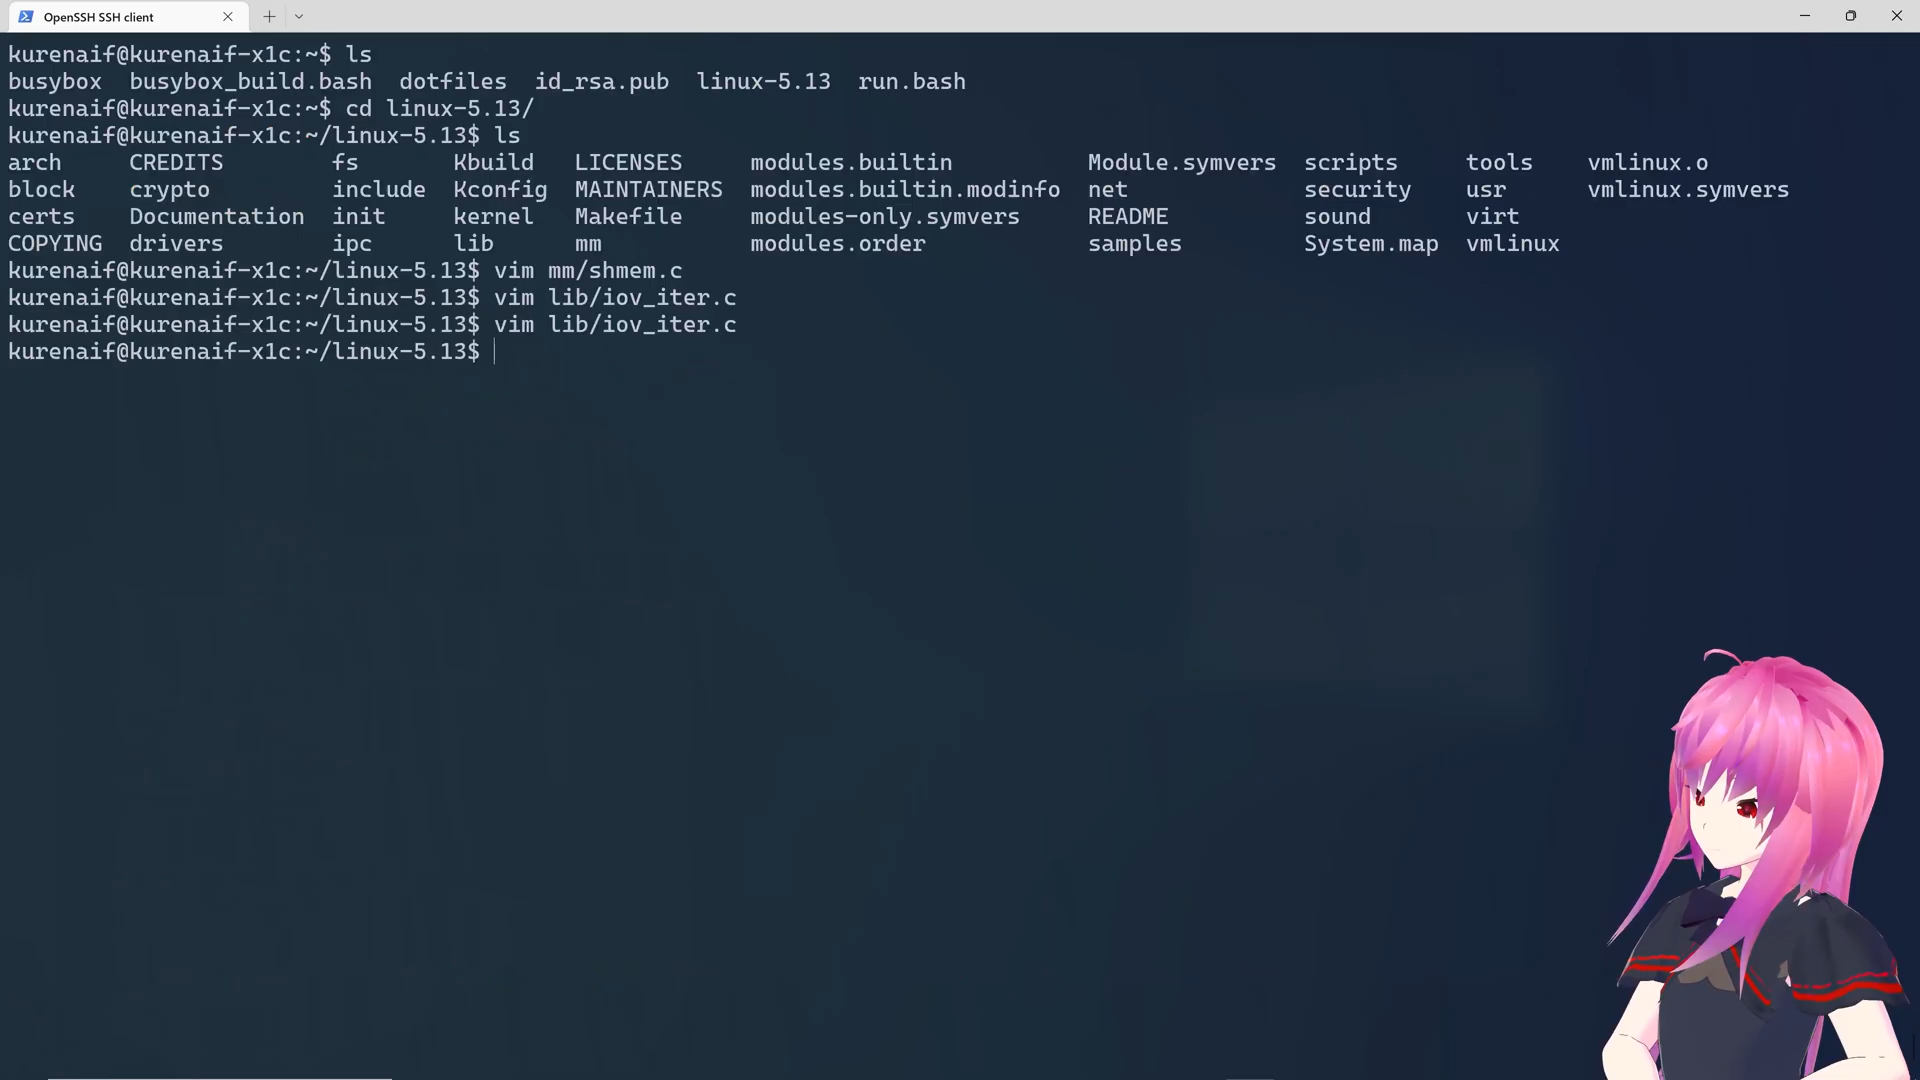 OpenSSH SSH client
kurenaif@kurenaif-x1c:~$ ls
busybox  busybox_build.bash  dotfiles  id_rsa.pub  linux-5.13  run.bash
kurenaif@kurenaif-x1c:~$ cd linux-5.13/
kurenaif@kurenaif-x1c:~/linux-5.13$ ls
arch     CREDITS        fs       Kbuild   LICENSES     modules.builtin          Module.symvers  scripts     tools    vmlinux.o
block    crypto         include  Kconfig  MAINTAINERS  modules.builtin.modinfo  net             security    usr      vmlinux.symvers
certs    Documentation  init     kernel   Makefile     modules-only.symvers     README          sound       virt
COPYING  drivers        ipc      lib      mm           modules.order            samples         System.map  vmlinux
kurenaif@kurenaif-x1c:~/linux-5.13$ vim mm/shmem.c
kurenaif@kurenaif-x1c:~/linux-5.13$ vim lib/iov_iter.c
kurenaif@kurenaif-x1c:~/linux-5.13$ vim lib/iov_iter.c
kurenaif@kurenaif-x1c:~/linux-5.13$